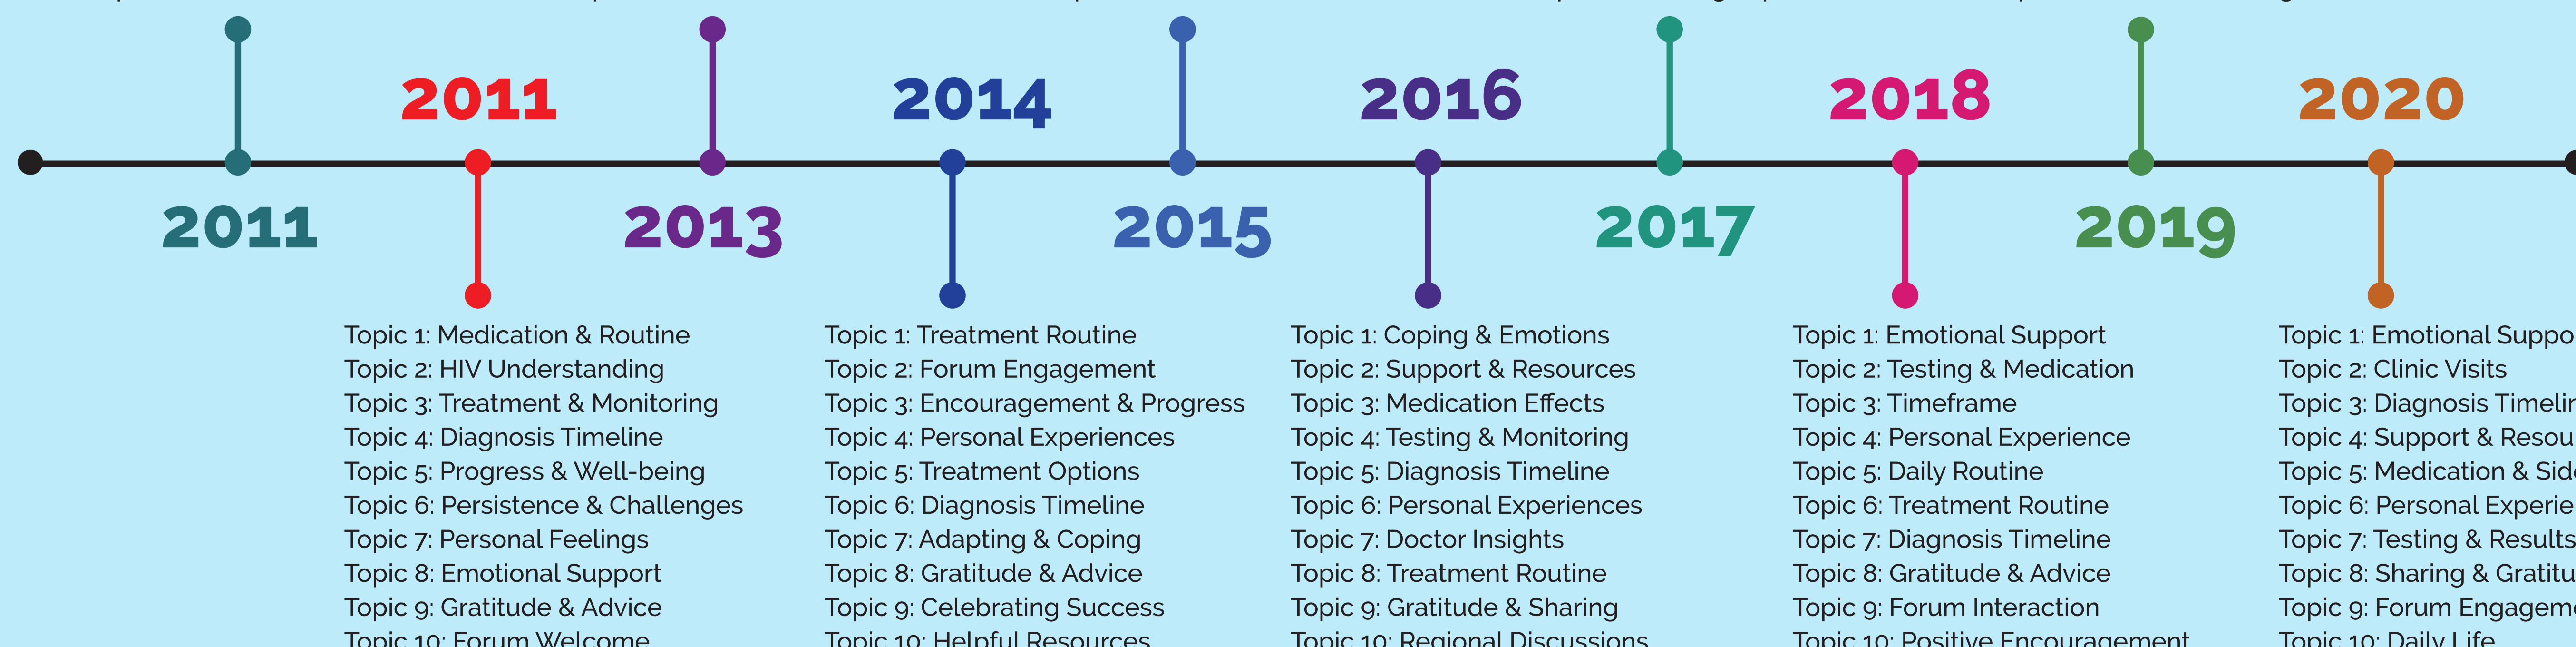 2011
2014
2016
2018
2020
2011
2013
2015
2017
2019
Topic 1: Medication & Routine
Topic 2: HIV Understanding
Topic 3: Treatment & Monitoring
Topic 4: Diagnosis Timeline
Topic 5: Progress & Well-being
Topic 6: Persistence & Challenges
Topic 7: Personal Feelings
Topic 8: Emotional Support
Topic 9: Gratitude & Advice
Topic 10: Forum Welcome
Topic 1: Treatment Routine
Topic 2: Forum Engagement
Topic 3: Encouragement & Progress
Topic 4: Personal Experiences
Topic 5: Treatment Options
Topic 6: Diagnosis Timeline
Topic 7: Adapting & Coping
Topic 8: Gratitude & Advice
Topic 9: Celebrating Success
Topic 10: Helpful Resources
Topic 1: Coping & Emotions
Topic 2: Support & Resources
Topic 3: Medication Effects
Topic 4: Testing & Monitoring
Topic 5: Diagnosis Timeline
Topic 6: Personal Experiences
Topic 7: Doctor Insights
Topic 8: Treatment Routine
Topic 9: Gratitude & Sharing
Topic 10: Regional Discussions
Topic 1: Emotional Support
Topic 2: Testing & Medication
Topic 3: Timeframe
Topic 4: Personal Experience
Topic 5: Daily Routine
Topic 6: Treatment Routine
Topic 7: Diagnosis Timeline
Topic 8: Gratitude & Advice
Topic 9: Forum Interaction
Topic 10: Positive Encouragement
Topic 1: Emotional Suppo
Topic 2: Clinic Visits
Topic 3: Diagnosis Timelin
Topic 4: Support & Resou
Topic 5: Medication & Sid
Topic 6: Personal Experie
Topic 7: Testing & Results
Topic 8: Sharing & Gratitu
Topic 9: Forum Engagem
Topic 10: Daily Life